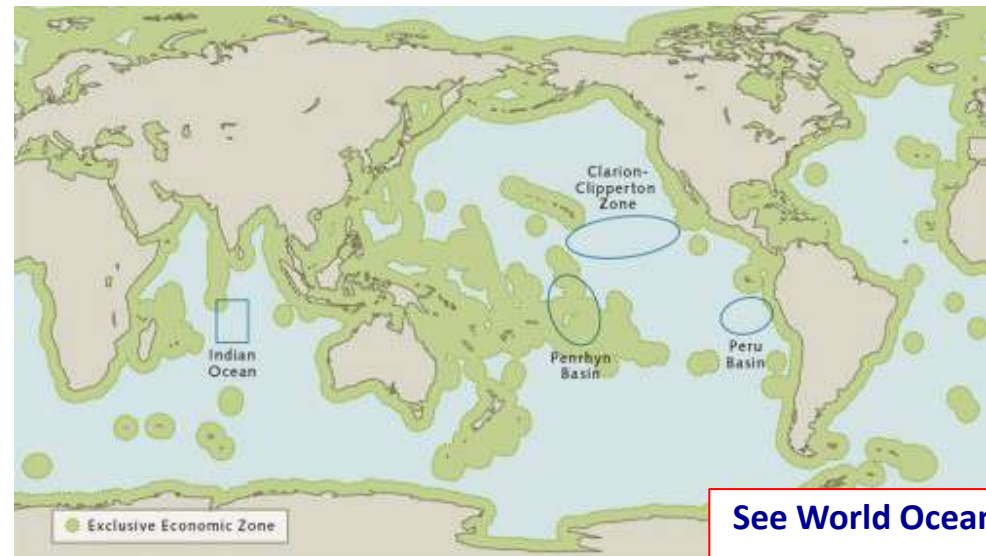 Clarion-
Clipperton
Zone
Indian
Ocean
Penrhyn
Basin
Peru
Basin
Exclusive Economic Zone
See World Ocean